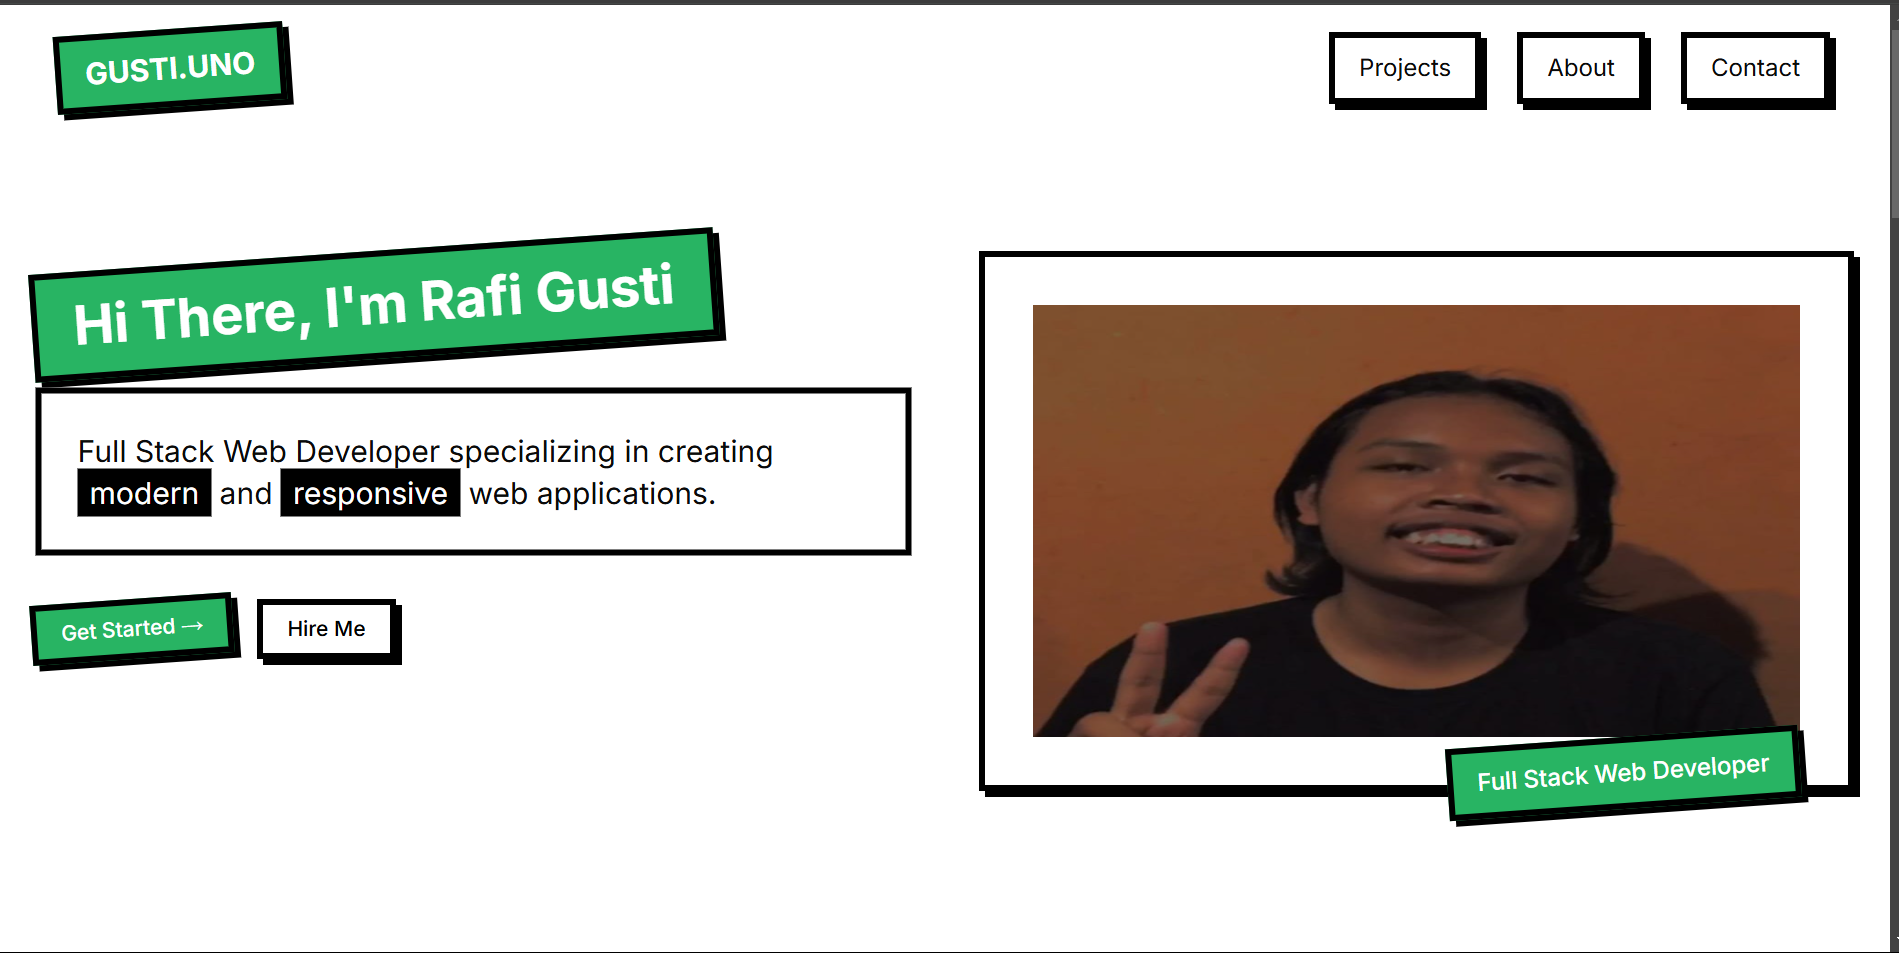 GUSTI.UNO
Projects
About
Contact
Hi There, I'm Rafi Gusti
Full Stack Web Developer specializing in creating
modern and responsive web applications.
Get Started →
Hire Me
Full Stack Web Developer